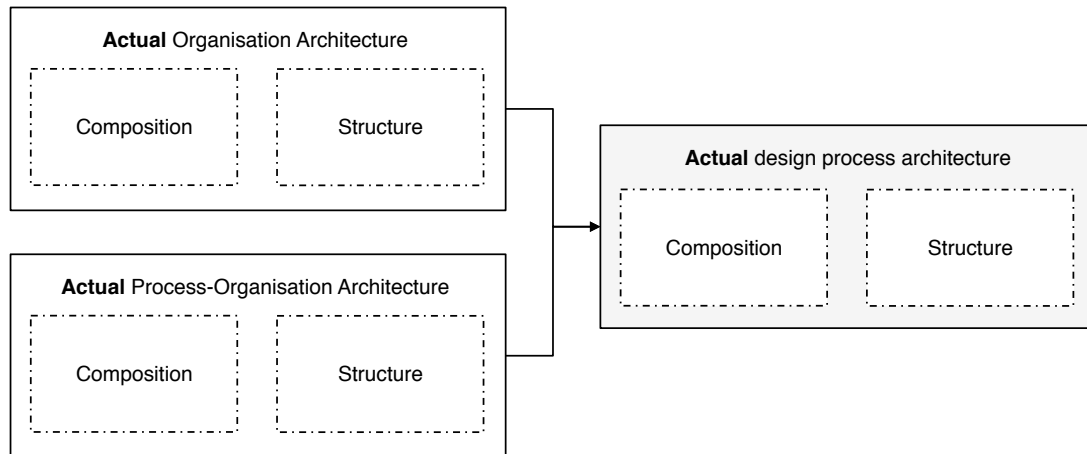 Actual Organisation Architecture
Composition
Structure
Actual Process-Organisation Architecture
Composition
Structure
Actual design process architecture
Composition
Structure